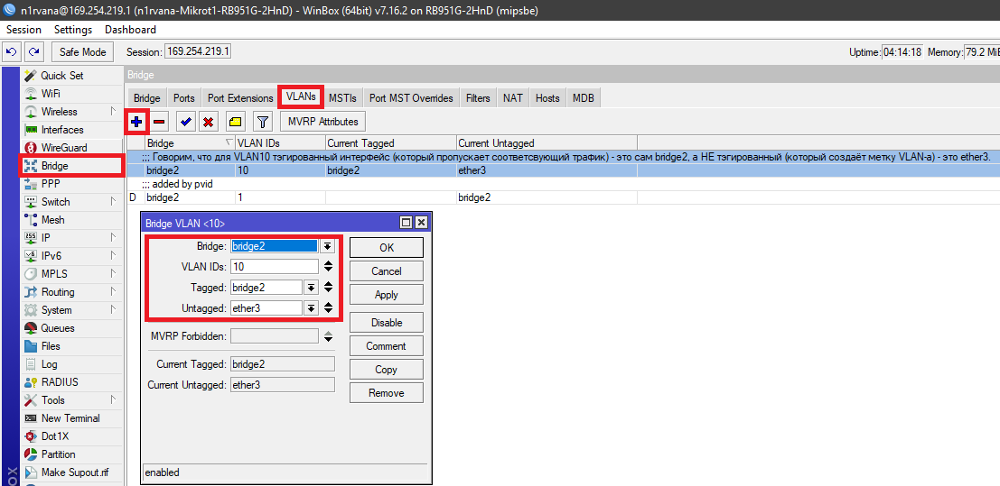 n1rvana@169.254.219.1 (n1rvana-Mikrot1-RB951G-2HnD) - WinBox (64bit) v7.16.2 on RB951G-2HnD (mipsbe)
Session Settings Dashboard
Safe Mode Session: 169.254.219.1 Uptime: 04:14:18 Memory: 79.2 MiB
Quick Set
WiFi
Wireless
Interfaces
WireGuard
Bridge
PPP
Switch
Mesh
IP
IPv6
MPLS
Routing
System
Queues
Files
Log
RADIUS
Tools
New Terminal
Dot1X
Partition
Make Supout.rif
OX
Bridge
Bridge Ports Port Extensions VLANs MSTIs Port MST Overrides Filters NAT Hosts MDB
MVRP Attributes
Bridge VLAN IDs Current Tagged Current Untagged
;;; Говорим, что для VLAN10 тэгированный интерфейс (который пропускает соответсвующий трафик) - это сам bridge2, а НЕ тэгированный (который создаёт метку VLAN-а) - это ether3.
bridge2 10 bridge2 ether3
;;; added by pvid
D bridge2 1 bridge2
Bridge VLAN <10>
Bridge: bridge2
VLAN IDs: 10
Tagged: bridge2
Untagged: ether3
MVRP Forbidden:
Current Tagged: bridge2
Current Untagged: ether3
OK
Cancel
Apply
Disable
Comment
Copy
Remove
enabled